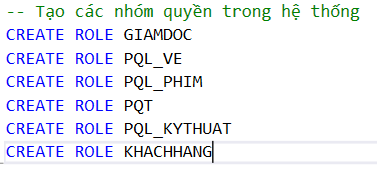 -- Tạo các nhóm quyền trong hệ thống
CREATE ROLE GIAMDOC
CREATE ROLE PQL_VE
CREATE ROLE PQL_PHIM
CREATE ROLE PQT
CREATE ROLE PQL_KYTHUAT
CREATE ROLE KHACHHANG